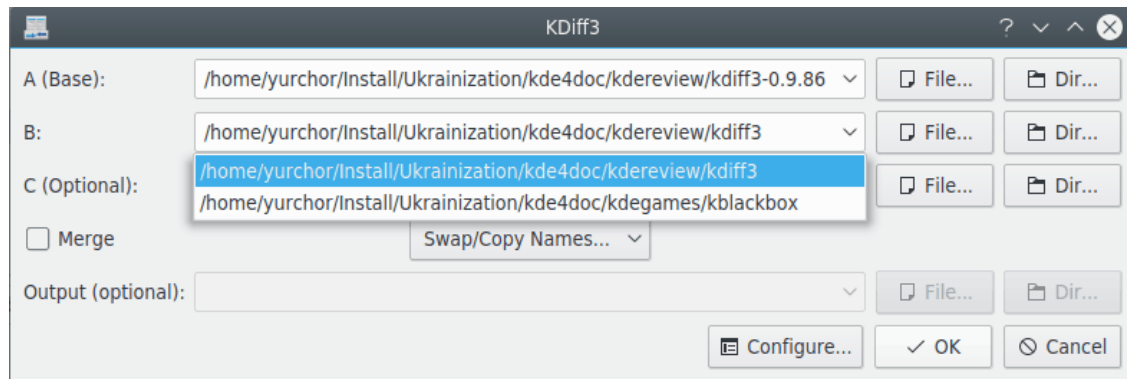 KDiff3
A (Base): /home/yurchor/Install/Ukrainization/kde4doc/kdereview/kdiff3-0.9.86 File... Dir...
B: /home/yurchor/Install/Ukrainization/kde4doc/kdereview/kdiff3 File... Dir...
/home/yurchor/Install/Ukrainization/kde4doc/kdereview/kdiff3
C (Optional): File... Dir...
/home/yurchor/Install/Ukrainization/kde4doc/kdegames/kblackbox
Merge Swap/Copy Names...
Output (optional): File... Dir...
Configure... OK Cancel